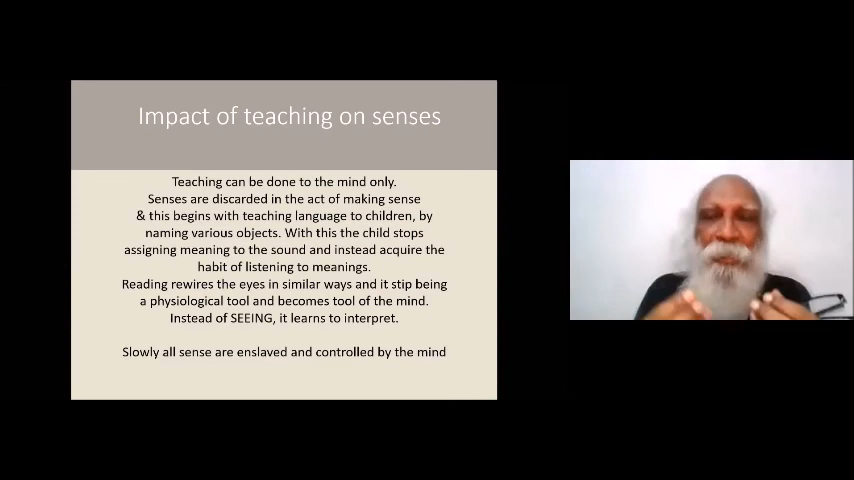 Impact of teaching on senses
Teaching can be done to the mind only.
Senses are discarded in the act of making sense
& this begins with teaching language to children, by
naming various objects. With this the child stops
assigning meaning to the sound and instead acquire the
habit of listening to meanings.
Reading rewires the eyes in similar ways and it stip being
a physiological tool and becomes tool of the mind.
Instead of SEEING, it learns to interpret.
Slowly all sense are enslaved and controlled by the mind